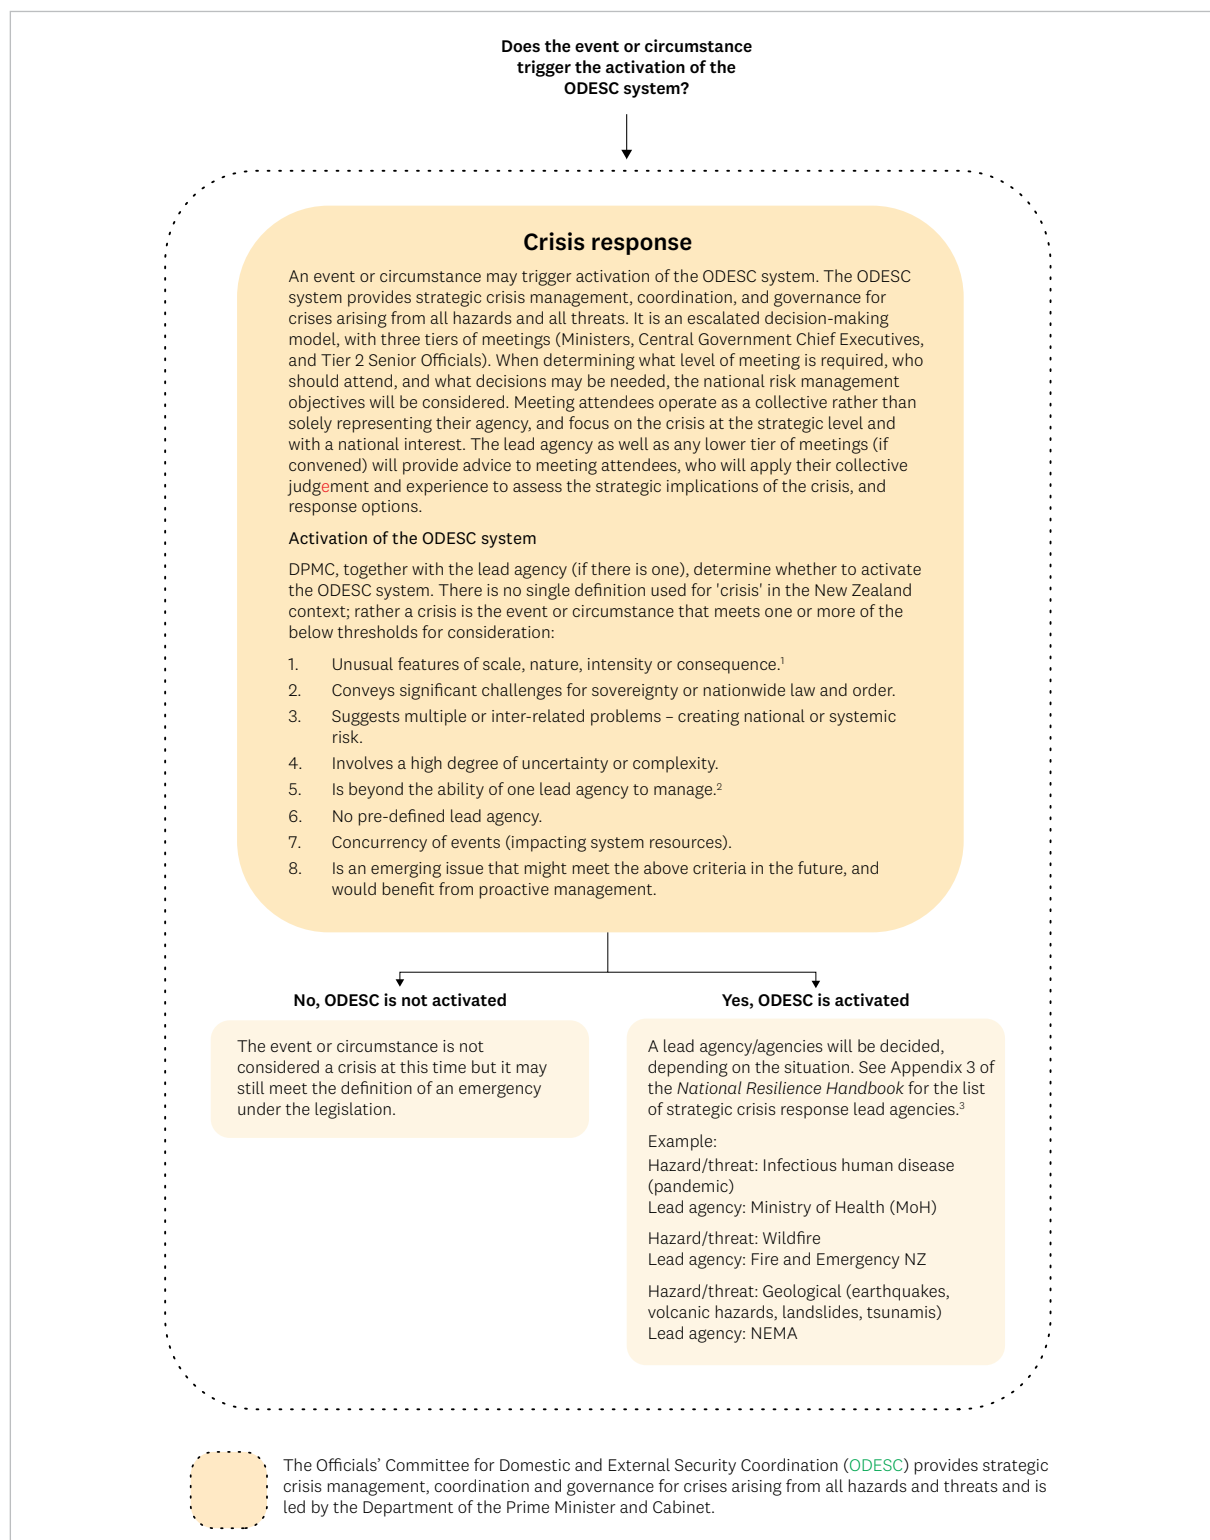 Does the event or circumstance
trigger the activation of the
ODESC system?
Crisis response
An event or circumstance may trigger activation of the ODESC system. The ODESC
system provides strategic crisis management, coordination, and governance for
crises arising from all hazards and all threats. It is an escalated decision-making
model, with three tiers of meetings (Ministers, Central Government Chief Executives,
and Tier 2 Senior Officials). When determining what level of meeting is required, who
should attend, and what decisions may be needed, the national risk management
objectives will be considered. Meeting attendees operate as a collective rather than
solely representing their agency, and focus on the crisis at the strategic level and
with a national interest. The lead agency as well as any lower tier of meetings (if
convened) will provide advice to meeting attendees, who will apply their collective
judgement and experience to assess the strategic implications of the crisis, and
response options.
Activation of the ODESC system
DPMC, together with the lead agency (if there is one), determine whether to activate
the ODESC system. There is no single definition used for 'crisis' in the New Zealand
context; rather a crisis is the event or circumstance that meets one or more of the
below thresholds for consideration:
1. Unusual features of scale, nature, intensity or consequence.¹
2. Conveys significant challenges for sovereignty or nationwide law and order.
3. Suggests multiple or inter-related problems – creating national or systemic
risk.
4. Involves a high degree of uncertainty or complexity.
5. Is beyond the ability of one lead agency to manage.²
6. No pre-defined lead agency.
7. Concurrency of events (impacting system resources).
8. Is an emerging issue that might meet the above criteria in the future, and
would benefit from proactive management.
No, ODESC is not activated
The event or circumstance is not
considered a crisis at this time but it may
still meet the definition of an emergency
under the legislation.
Yes, ODESC is activated
A lead agency/agencies will be decided,
depending on the situation. See Appendix 3 of
the National Resilience Handbook for the list
of strategic crisis response lead agencies.³
Example:
Hazard/threat: Infectious human disease
(pandemic)
Lead agency: Ministry of Health (MoH)
Hazard/threat: Wildfire
Lead agency: Fire and Emergency NZ
Hazard/threat: Geological (earthquakes,
volcanic hazards, landslides, tsunamis)
Lead agency: NEMA
The Officials’ Committee for Domestic and External Security Coordination (ODESC) provides strategic
crisis management, coordination and governance for crises arising from all hazards and threats and is
led by the Department of the Prime Minister and Cabinet.